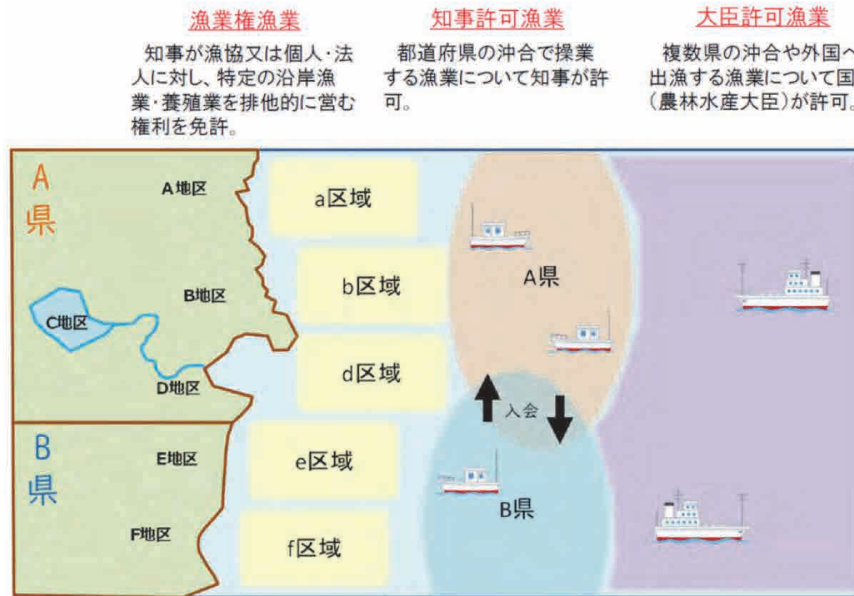 漁業権漁業
知事が漁協又は個人・法
人に対し、特定の沿岸漁
業・養殖業を排他的に営む
権利を免許。
知事許可漁業
都道府県の沖合で操業
する漁業について知事が許
可。
大臣許可漁業
複数県の沖合や外国へ
出漁する漁業について国
（農林水産大臣）が許可。
A県
A地区
B地区
C地区
D地区
B県
E地区
F地区
a区域
b区域
d区域
e区域
f区域
A県
入会
B県